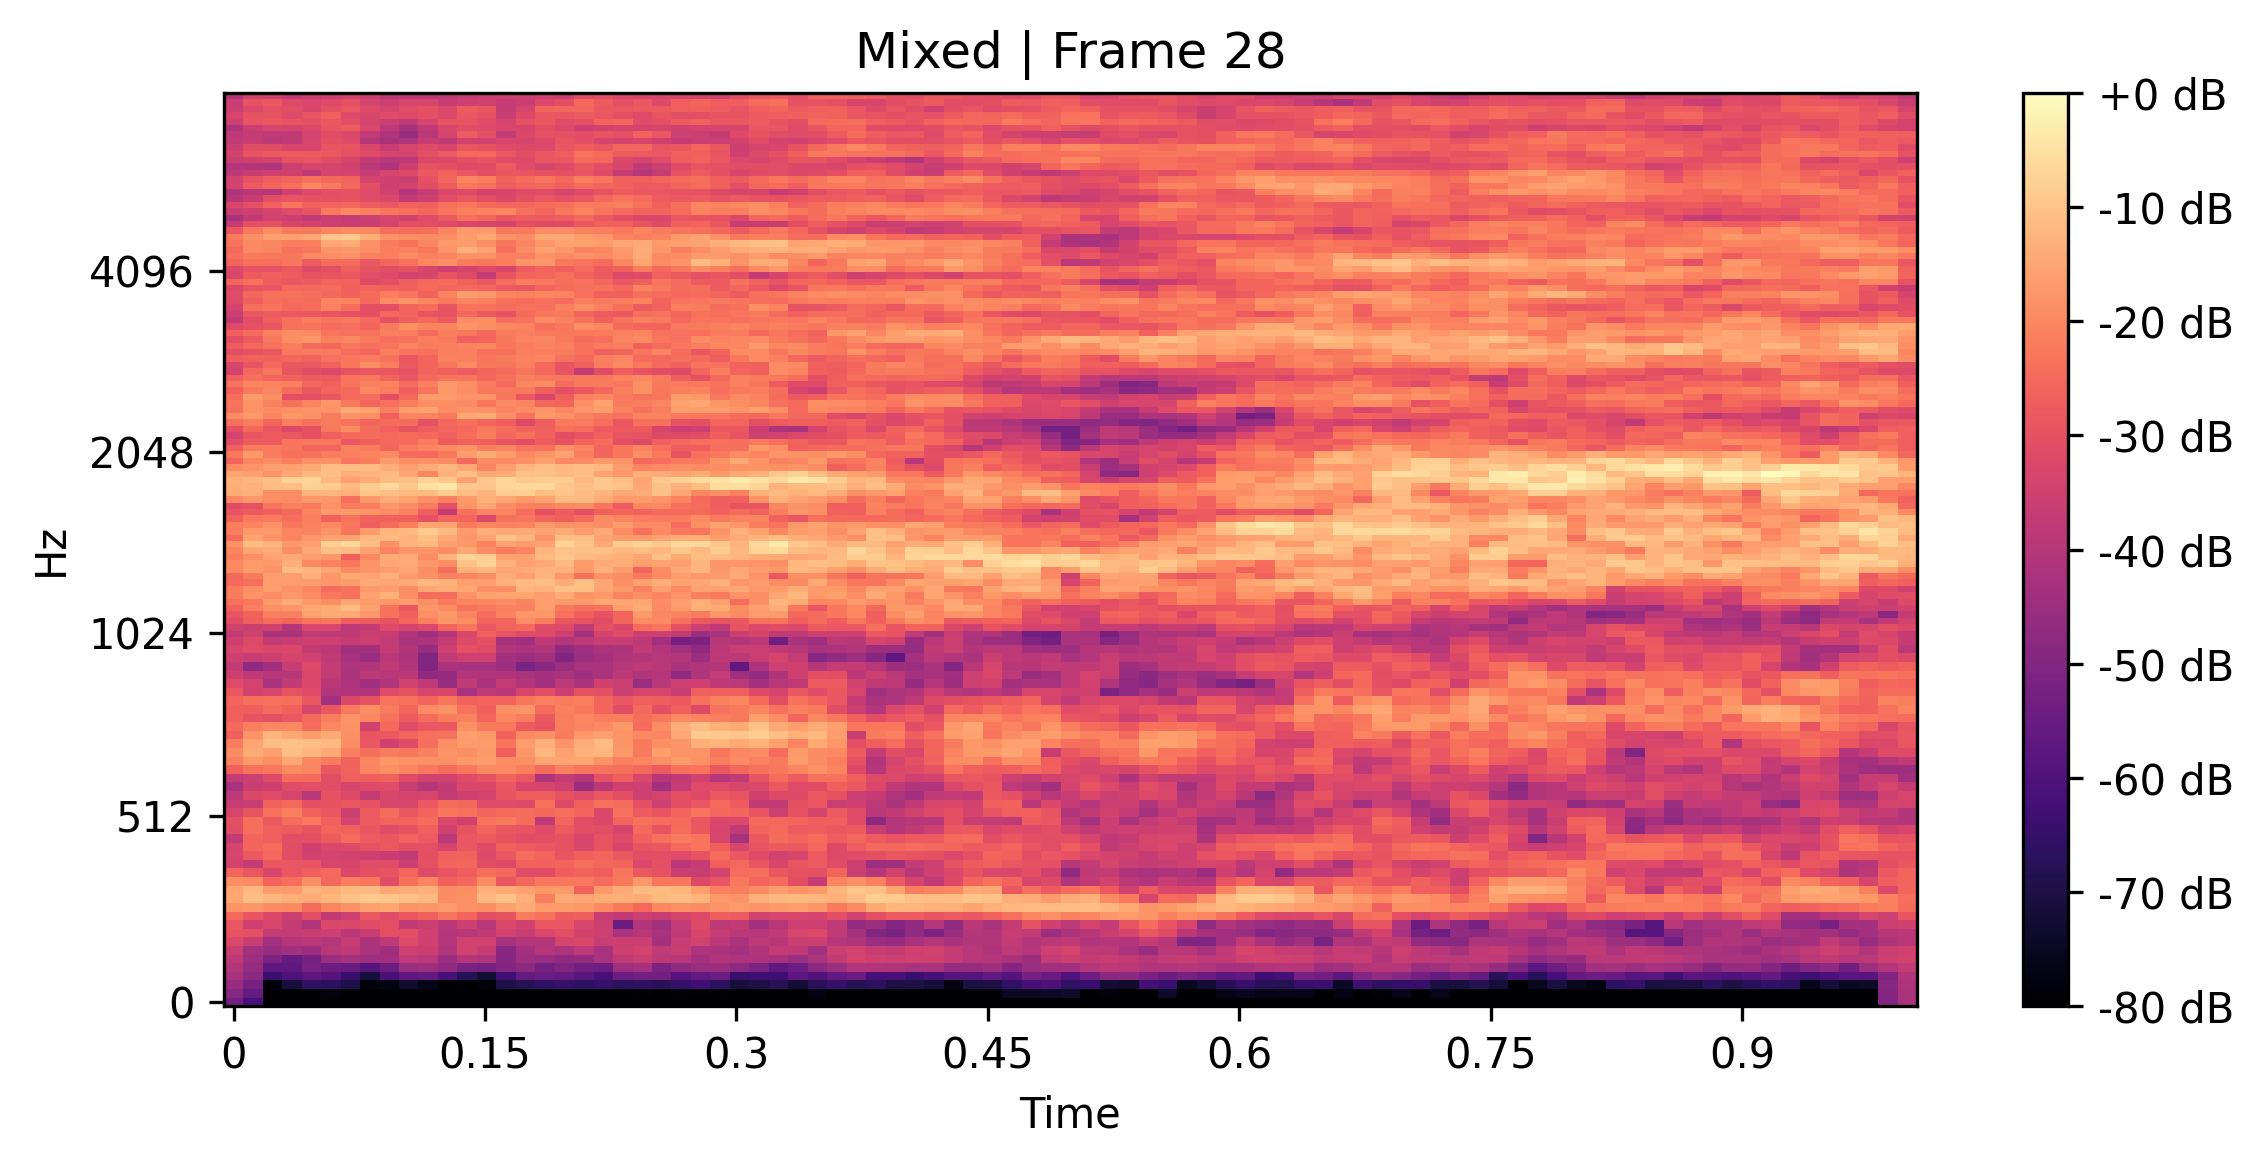 Mixed | Frame 28
Hz
4096
2048
1024
512
0
0 0.15 0.3 0.45 0.6 0.75 0.9
Time
+0 dB
-10 dB
-20 dB
-30 dB
-40 dB
-50 dB
-60 dB
-70 dB
-80 dB